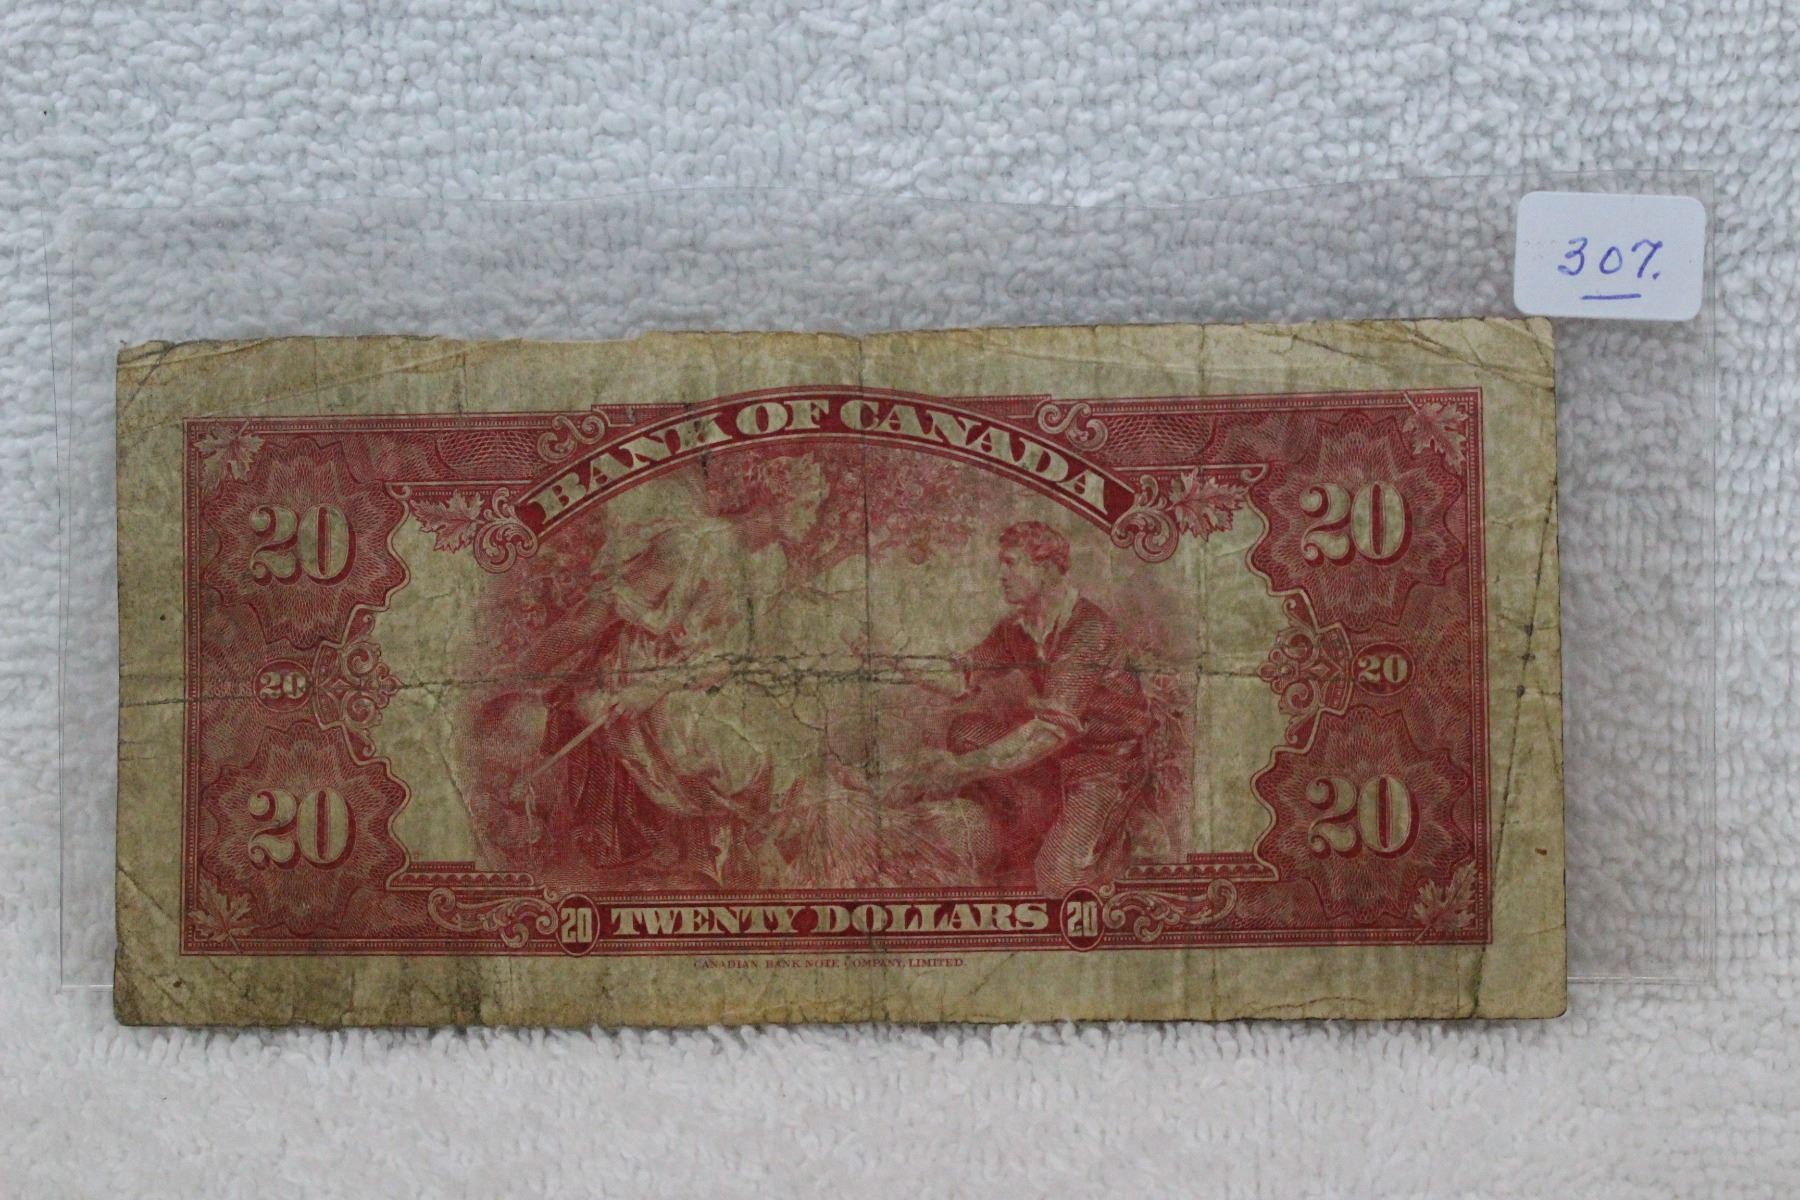 307.
BANK OF CANADA
20 20
20 20
20 20
20 TWENTY DOLLARS 20
CANADIAN BANK NOTE COMPANY, LIMITED.